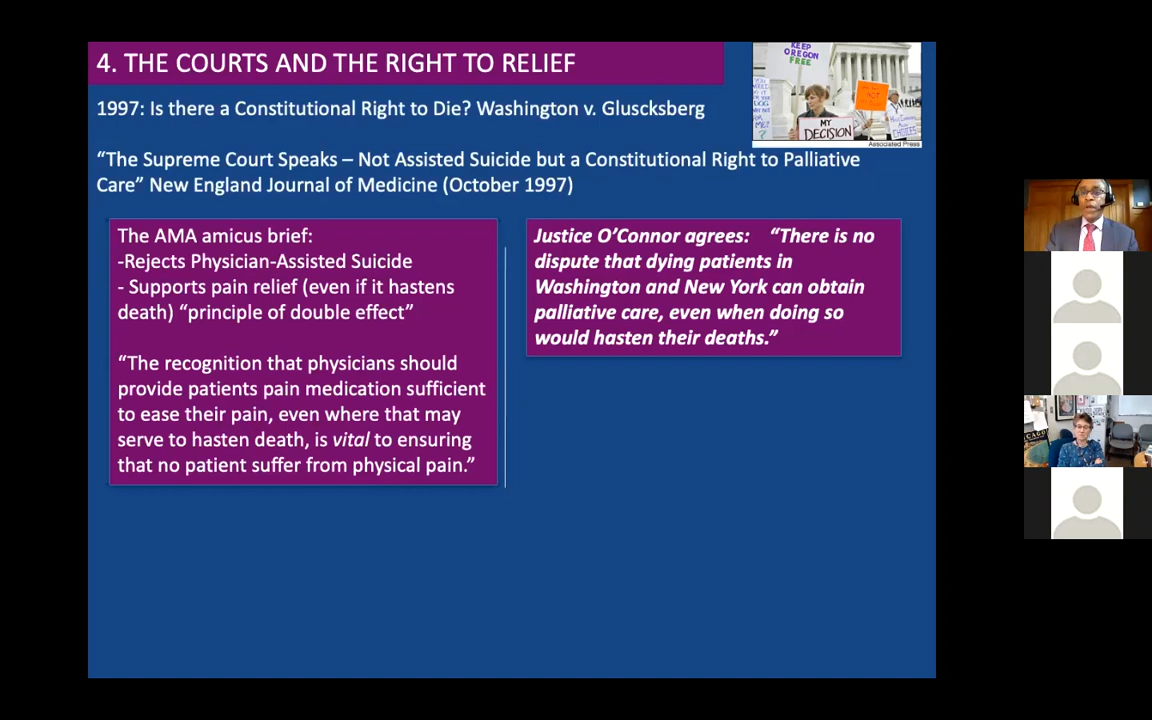 4. THE COURTS AND THE RIGHT TO RELIEF
KEEP
OREGON
FREE
MY
DECISION
CHOICES
Associated Press
1997: Is there a Constitutional Right to Die? Washington v. Gluscksberg
“The Supreme Court Speaks – Not Assisted Suicide but a Constitutional Right to Palliative
Care” New England Journal of Medicine (October 1997)
The AMA amicus brief:
-Rejects Physician-Assisted Suicide
- Supports pain relief (even if it hastens
death) “principle of double effect”
“The recognition that physicians should
provide patients pain medication sufficient
to ease their pain, even where that may
serve to hasten death, is vital to ensuring
that no patient suffer from physical pain.”
Justice O’Connor agrees: “There is no
dispute that dying patients in
Washington and New York can obtain
palliative care, even when doing so
would hasten their deaths.”